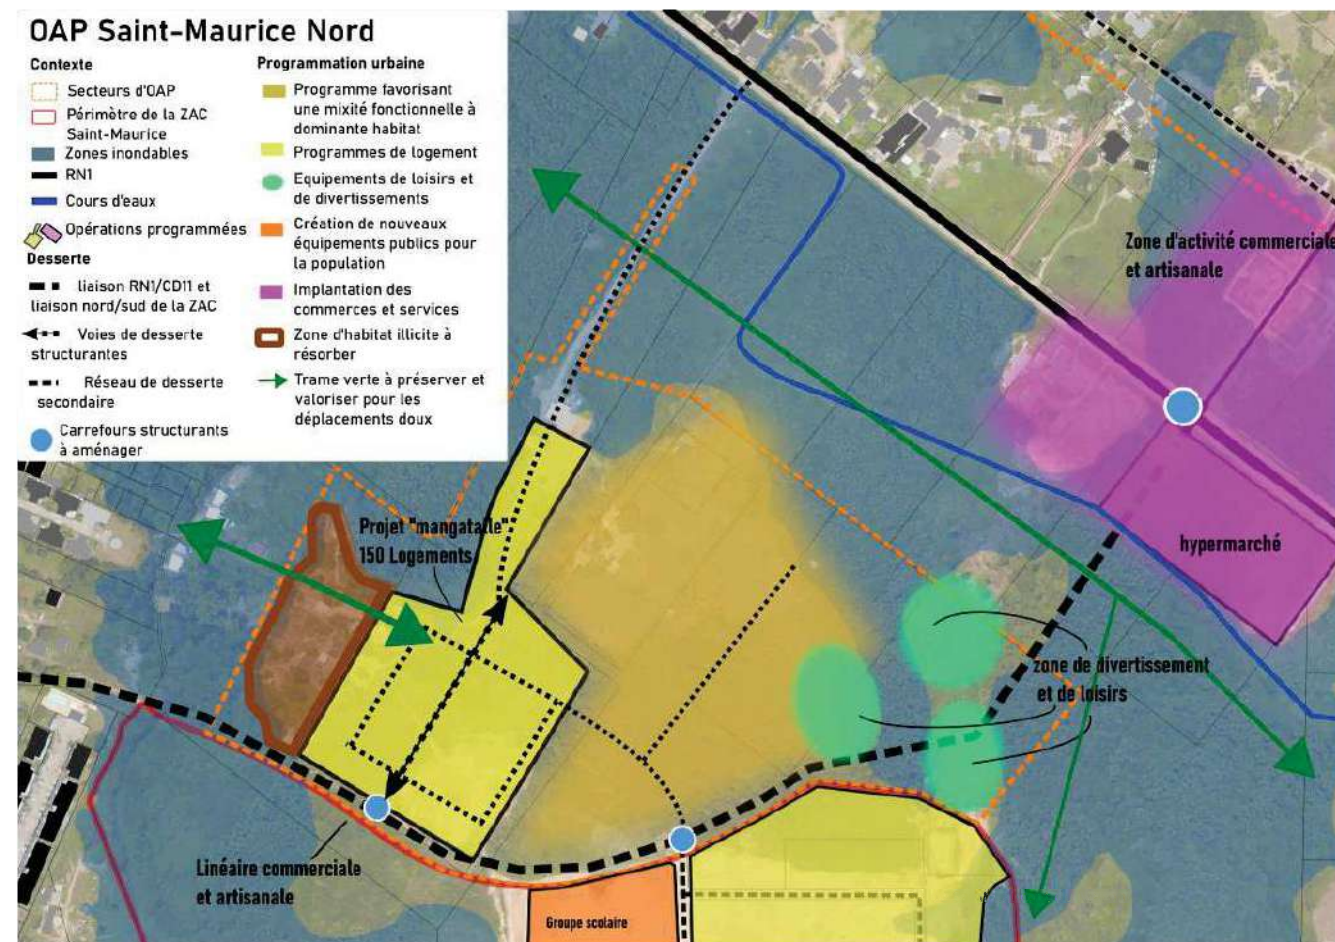 OAP Saint-Maurice Nord
Contexte
Secteurs d'OAP
Périmètre de la ZAC
Saint-Maurice
Zones inondables
RN1
Cours d'eaux
Opérations programmées
Desserte
liaison RN1/CD11 et
liaison nord/sud de la ZAC
Voies de desserte
structurantes
Réseau de desserte
secondaire
Carrefours structurants
à aménager
Programmation urbaine
Programme favorisant
une mixité fonctionnelle à
dominante habitat
Programmes de logement
Equipements de loisirs et
de divertissements
Création de nouveaux
équipements publics pour
la population
Implantation des
commerces et services
Zone d'habitat illicite à
résorber
Trame verte à préserver et
valoriser pour les
déplacements doux
Zone d'activité commerciale
et artisanale
Projet "mangatalle"
150 Logements
hypermarché
zone de divertissement
et de loisirs
Linéaire commerciale
et artisanale
Groupe scolaire